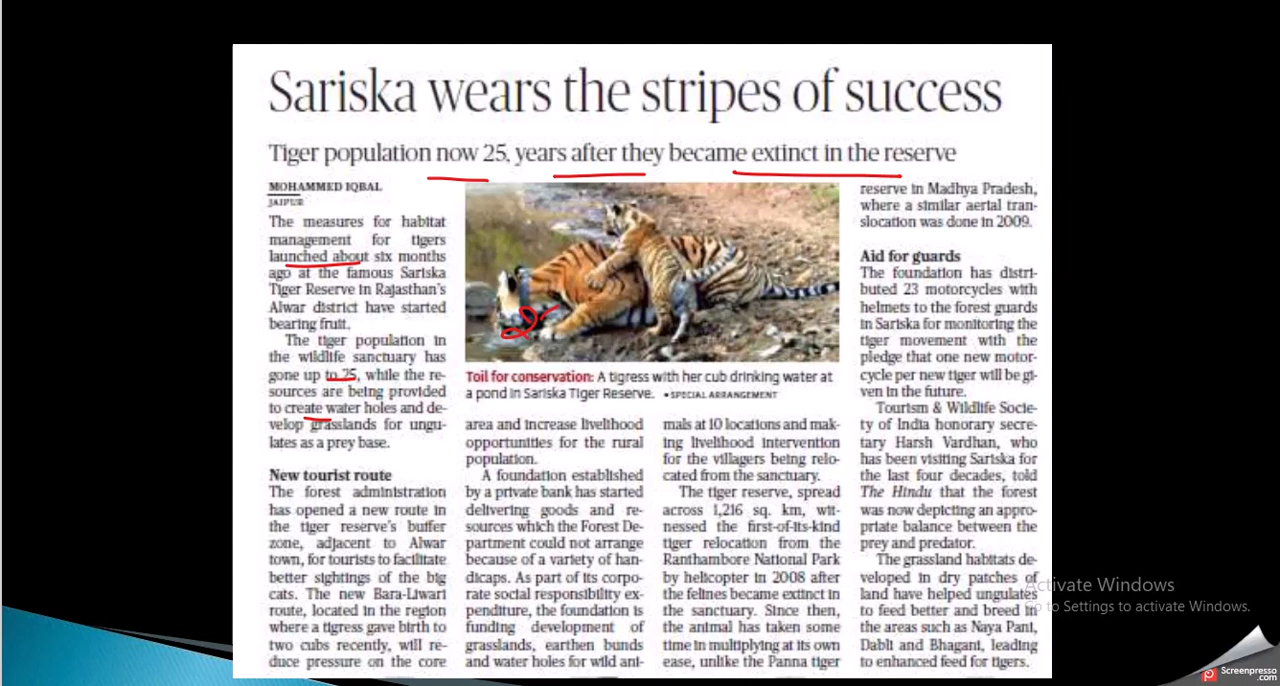 Sariska wears the stripes of success
Tiger population now 25, years after they became extinct in the reserve
MOHAMMED IQBAL
JAIPUR
The measures for habitat
management for tigers
launched about six months
ago at the famous Sariska
Tiger Reserve in Rajasthan's
Alwar district have started
bearing fruit.
The tiger population in
the wildlife sanctuary has
gone up to 25, while the re-
sources are being provided
to create water holes and de-
velop grasslands for ungu-
lates as a prey base.
New tourist route
The forest administration
has opened a new route in
the tiger reserve's buffer
zone, adjacent to Alwar
town, for tourists to facilitate
better sightings of the big
cats. The new Bara-Liwari
route, located in the region
where a tigress gave birth to
two cubs recently, will re-
duce pressure on the core
Toil for conservation: A tigress with her cub drinking water at
a pond in Sariska Tiger Reserve. •SPECIAL ARRANGEMENT
area and increase livelihood
opportunities for the rural
population.
A foundation established
by a private bank has started
delivering goods and re-
sources which the Forest De-
partment could not arrange
because of a variety of han-
dicaps. As part of its corpo-
rate social responsibility ex-
penditure, the foundation is
funding development of
grasslands, earthen bunds
and water holes for wild ani-
mals at 10 locations and mak-
ing livelihood intervention
for the villagers being relo-
cated from the sanctuary.
The tiger reserve, spread
across 1,216 sq. km, wit-
nessed the first-of-its-kind
tiger relocation from the
Ranthambore National Park
by helicopter in 2008 after
the felines became extinct in
the sanctuary. Since then,
the animal has taken some
time in multiplying at its own
ease, unlike the Panna tiger
reserve in Madhya Pradesh,
where a similar aerial tran-
slocation was done in 2009.
Aid for guards
The foundation has distri-
buted 23 motorcycles with
helmets to the forest guards
in Sariska for monitoring the
tiger movement with the
pledge that one new motor-
cycle per new tiger will be gi-
ven in the future.
Tourism & Wildlife Socie-
ty of India honorary secre-
tary Harsh Vardhan, who
has been visiting Sariska for
the last four decades, told
The Hindu that the forest
was now depicting an appro-
priate balance between the
prey and predator.
The grassland habitats de-
veloped in dry patches of
land have helped ungulates
to feed better and breed in
the areas such as Naya Pani,
Dabli and Bhagani, leading
to enhanced feed for tigers.
Activate Windows
to Settings to activate Windows.
Screenpresso
.com